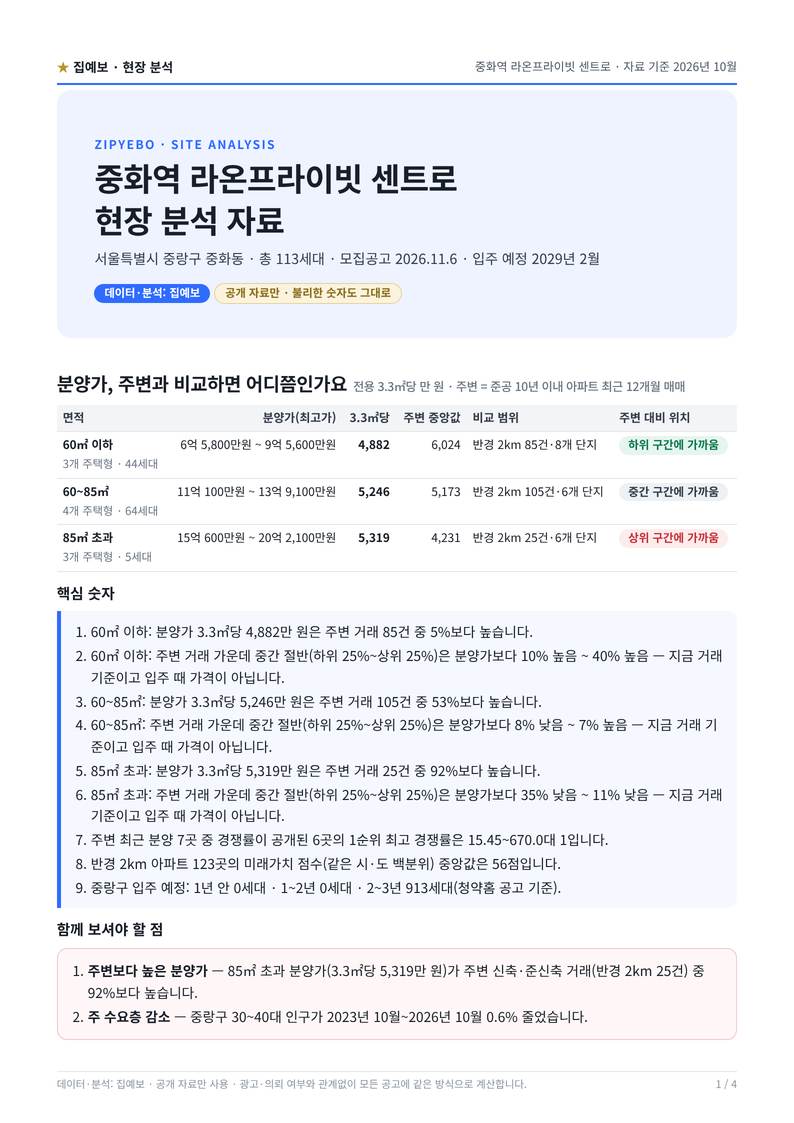 ★ 집예보 · 현장 분석
중화역 라온프라이빗 센트로 · 자료 기준 2026년 10월
ZIPYEBO · SITE ANALYSIS
중화역 라온프라이빗 센트로
현장 분석 자료
서울특별시 중랑구 중화동 · 총 113세대 · 모집공고 2026.11.6 · 입주 예정 2029년 2월
데이터·분석: 집예보 공개 자료만 · 불리한 숫자도 그대로
분양가, 주변과 비교하면 어디쯤인가요 전용 3.3㎡당 만 원 · 주변 = 준공 10년 이내 아파트 최근 12개월 매매
면적 분양가(최고가) 3.3㎡당 주변 중앙값 비교 범위 주변 대비 위치
60㎡ 이하 6억 5,800만원 ~ 9억 5,600만원 4,882 6,024 반경 2km 85건·8개 단지 하위 구간에 가까움
3개 주택형 · 44세대
60~85㎡ 11억 100만원 ~ 13억 9,100만원 5,246 5,173 반경 2km 105건·6개 단지 중간 구간에 가까움
4개 주택형 · 64세대
85㎡ 초과 15억 600만원 ~ 20억 2,100만원 5,319 4,231 반경 2km 25건·6개 단지 상위 구간에 가까움
3개 주택형 · 5세대
핵심 숫자
1. 60㎡ 이하: 분양가 3.3㎡당 4,882만 원은 주변 거래 85건 중 5%보다 높습니다.
2. 60㎡ 이하: 주변 거래 가운데 중간 절반(하위 25%~상위 25%)은 분양가보다 10% 높음 ~ 40% 높음 — 지금 거래
기준이고 입주 때 가격이 아닙니다.
3. 60~85㎡: 분양가 3.3㎡당 5,246만 원은 주변 거래 105건 중 53%보다 높습니다.
4. 60~85㎡: 주변 거래 가운데 중간 절반(하위 25%~상위 25%)은 분양가보다 8% 낮음 ~ 7% 높음 — 지금 거래 기
준이고 입주 때 가격이 아닙니다.
5. 85㎡ 초과: 분양가 3.3㎡당 5,319만 원은 주변 거래 25건 중 92%보다 높습니다.
6. 85㎡ 초과: 주변 거래 가운데 중간 절반(하위 25%~상위 25%)은 분양가보다 35% 낮음 ~ 11% 낮음 — 지금 거래
기준이고 입주 때 가격이 아닙니다.
7. 주변 최근 분양 7곳 중 경쟁률이 공개된 6곳의 1순위 최고 경쟁률은 15.45~670.0대 1입니다.
8. 반경 2km 아파트 123곳의 미래가치 점수(같은 시·도 백분위) 중앙값은 56점입니다.
9. 중랑구 입주 예정: 1년 안 0세대 · 1~2년 0세대 · 2~3년 913세대(청약홈 공고 기준).
함께 보셔야 할 점
1. 주변보다 높은 분양가 — 85㎡ 초과 분양가(3.3㎡당 5,319만 원)가 주변 신축·준신축 거래(반경 2km 25건) 중
92%보다 높습니다.
2. 주 수요층 감소 — 중랑구 30~40대 인구가 2023년 10월~2026년 10월 0.6% 줄었습니다.
데이터·분석: 집예보 · 공개 자료만 사용 · 광고·의뢰 여부와 관계없이 모든 공고에 같은 방식으로 계산합니다.
1 / 4